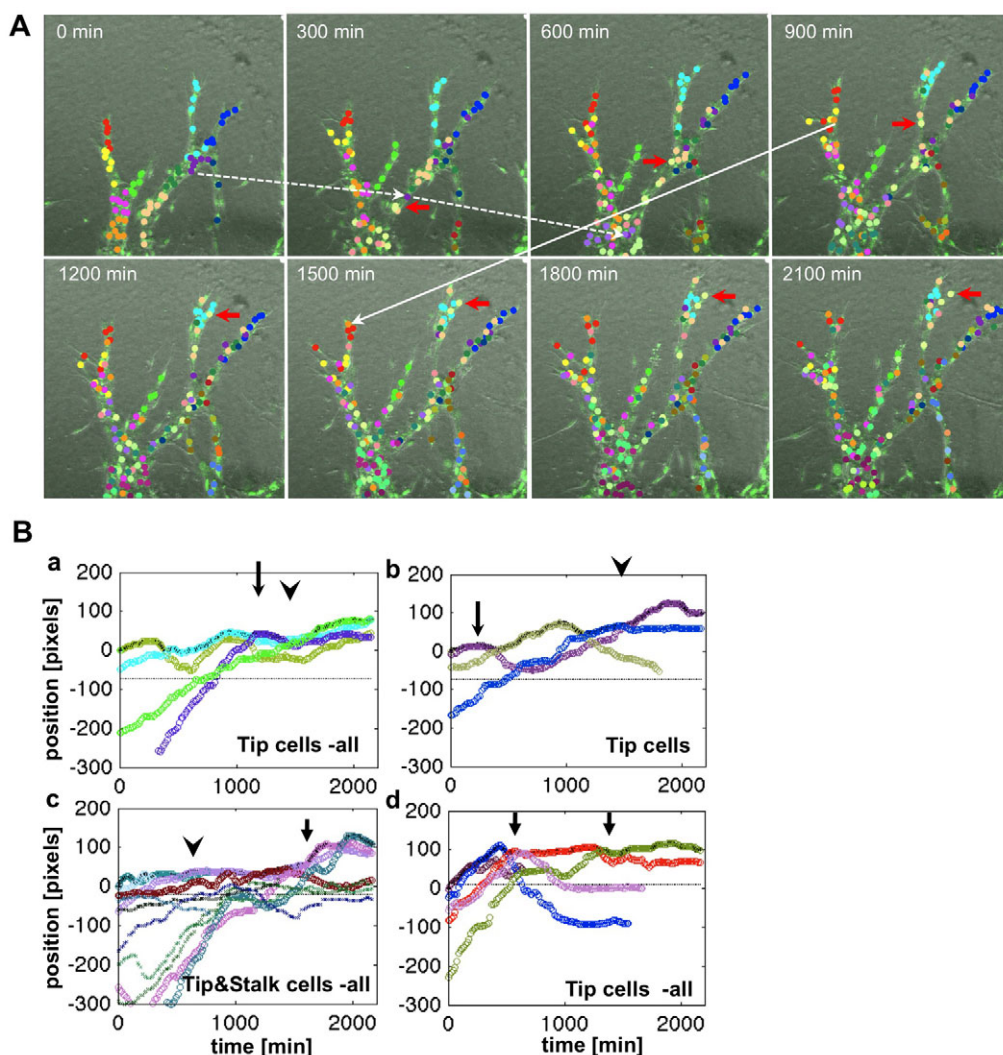 A
0 min 300 min 600 min 900 min
1200 min 1500 min 1800 min 2100 min
B
a b
200 200
100 100
0 0
-100 -100
-200 -200
-300 -300
position [pixels]
Tip cells -all Tip cells
0 1000 2000 0 1000 2000
c d
200 200
100 100
0 0
-100 -100
-200 -200
-300 -300
position [pixels]
Tip&Stalk cells -all Tip cells -all
0 1000 2000 0 1000 2000
time [min] time [min]